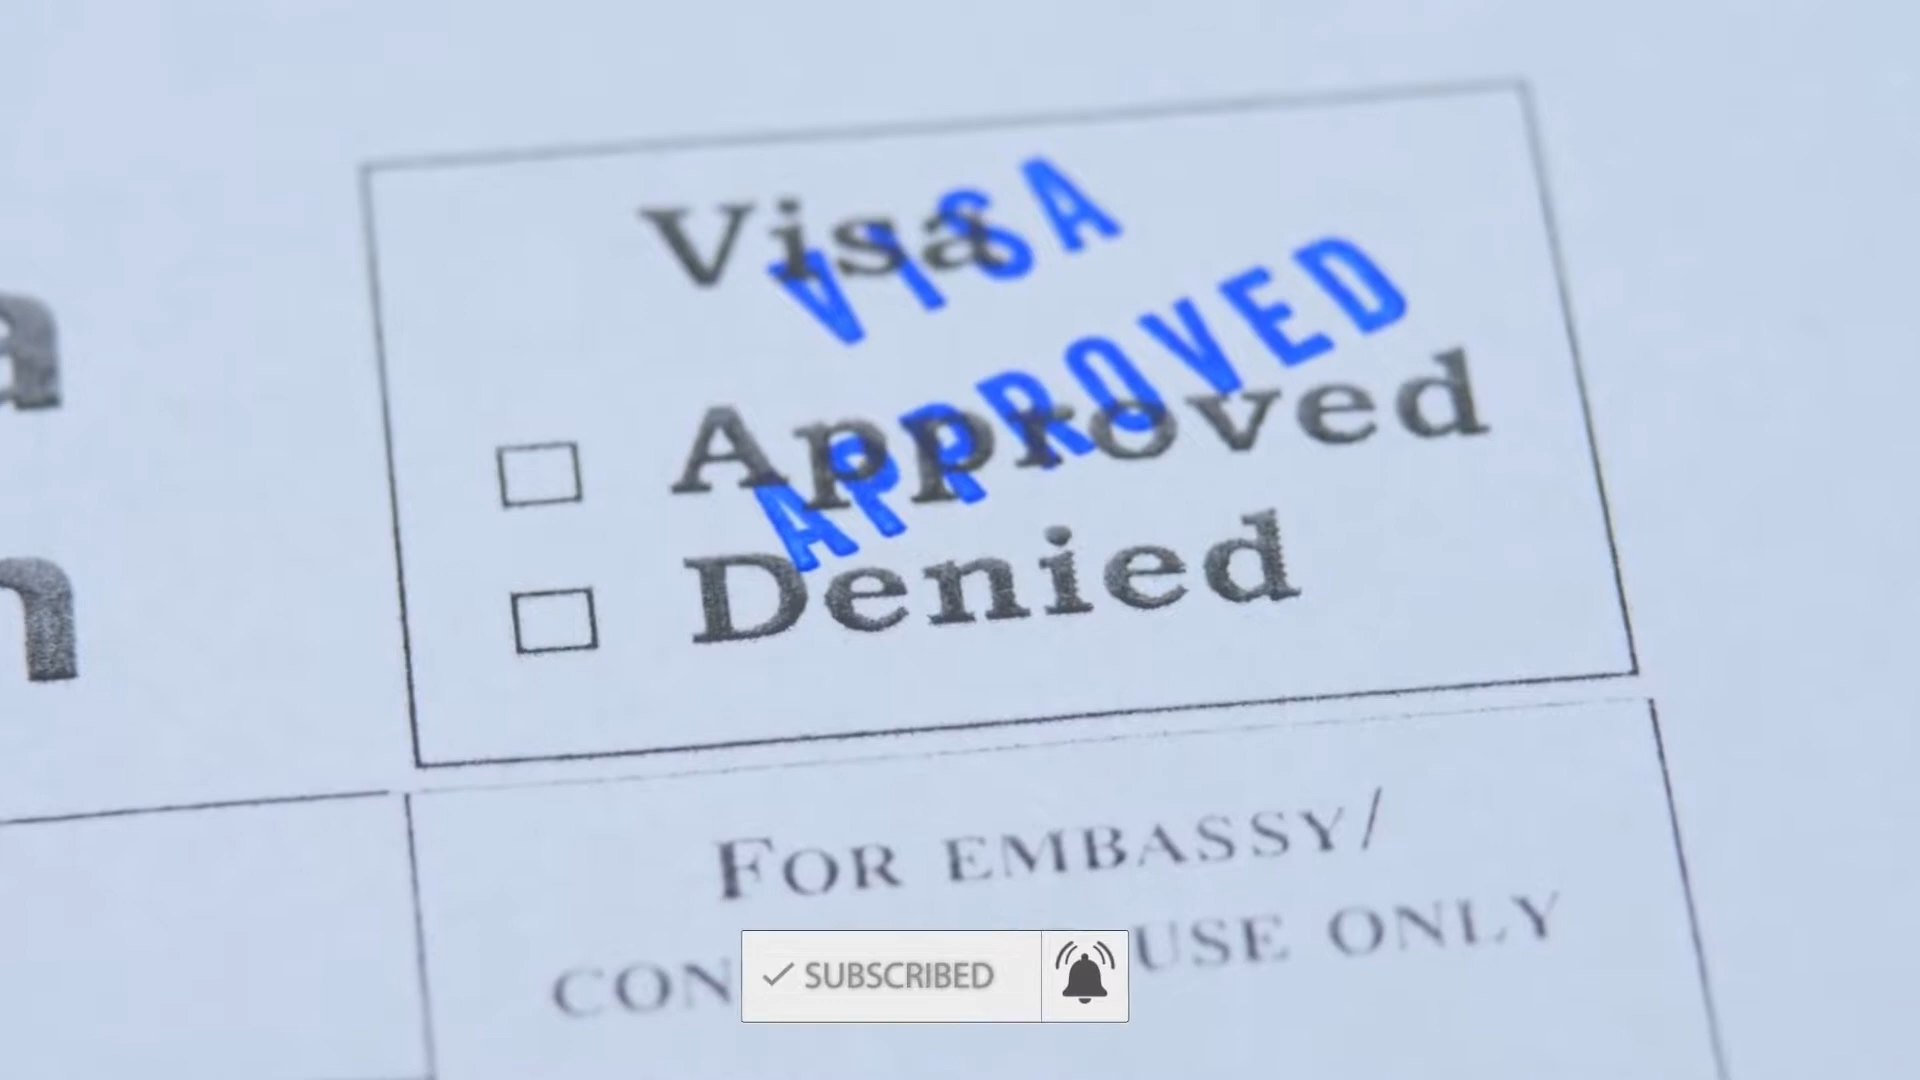 Visa
VISA
APPROVED
Approved
Denied
a
n
FOR EMBASSY/
CON USE ONLY
SUBSCRIBED